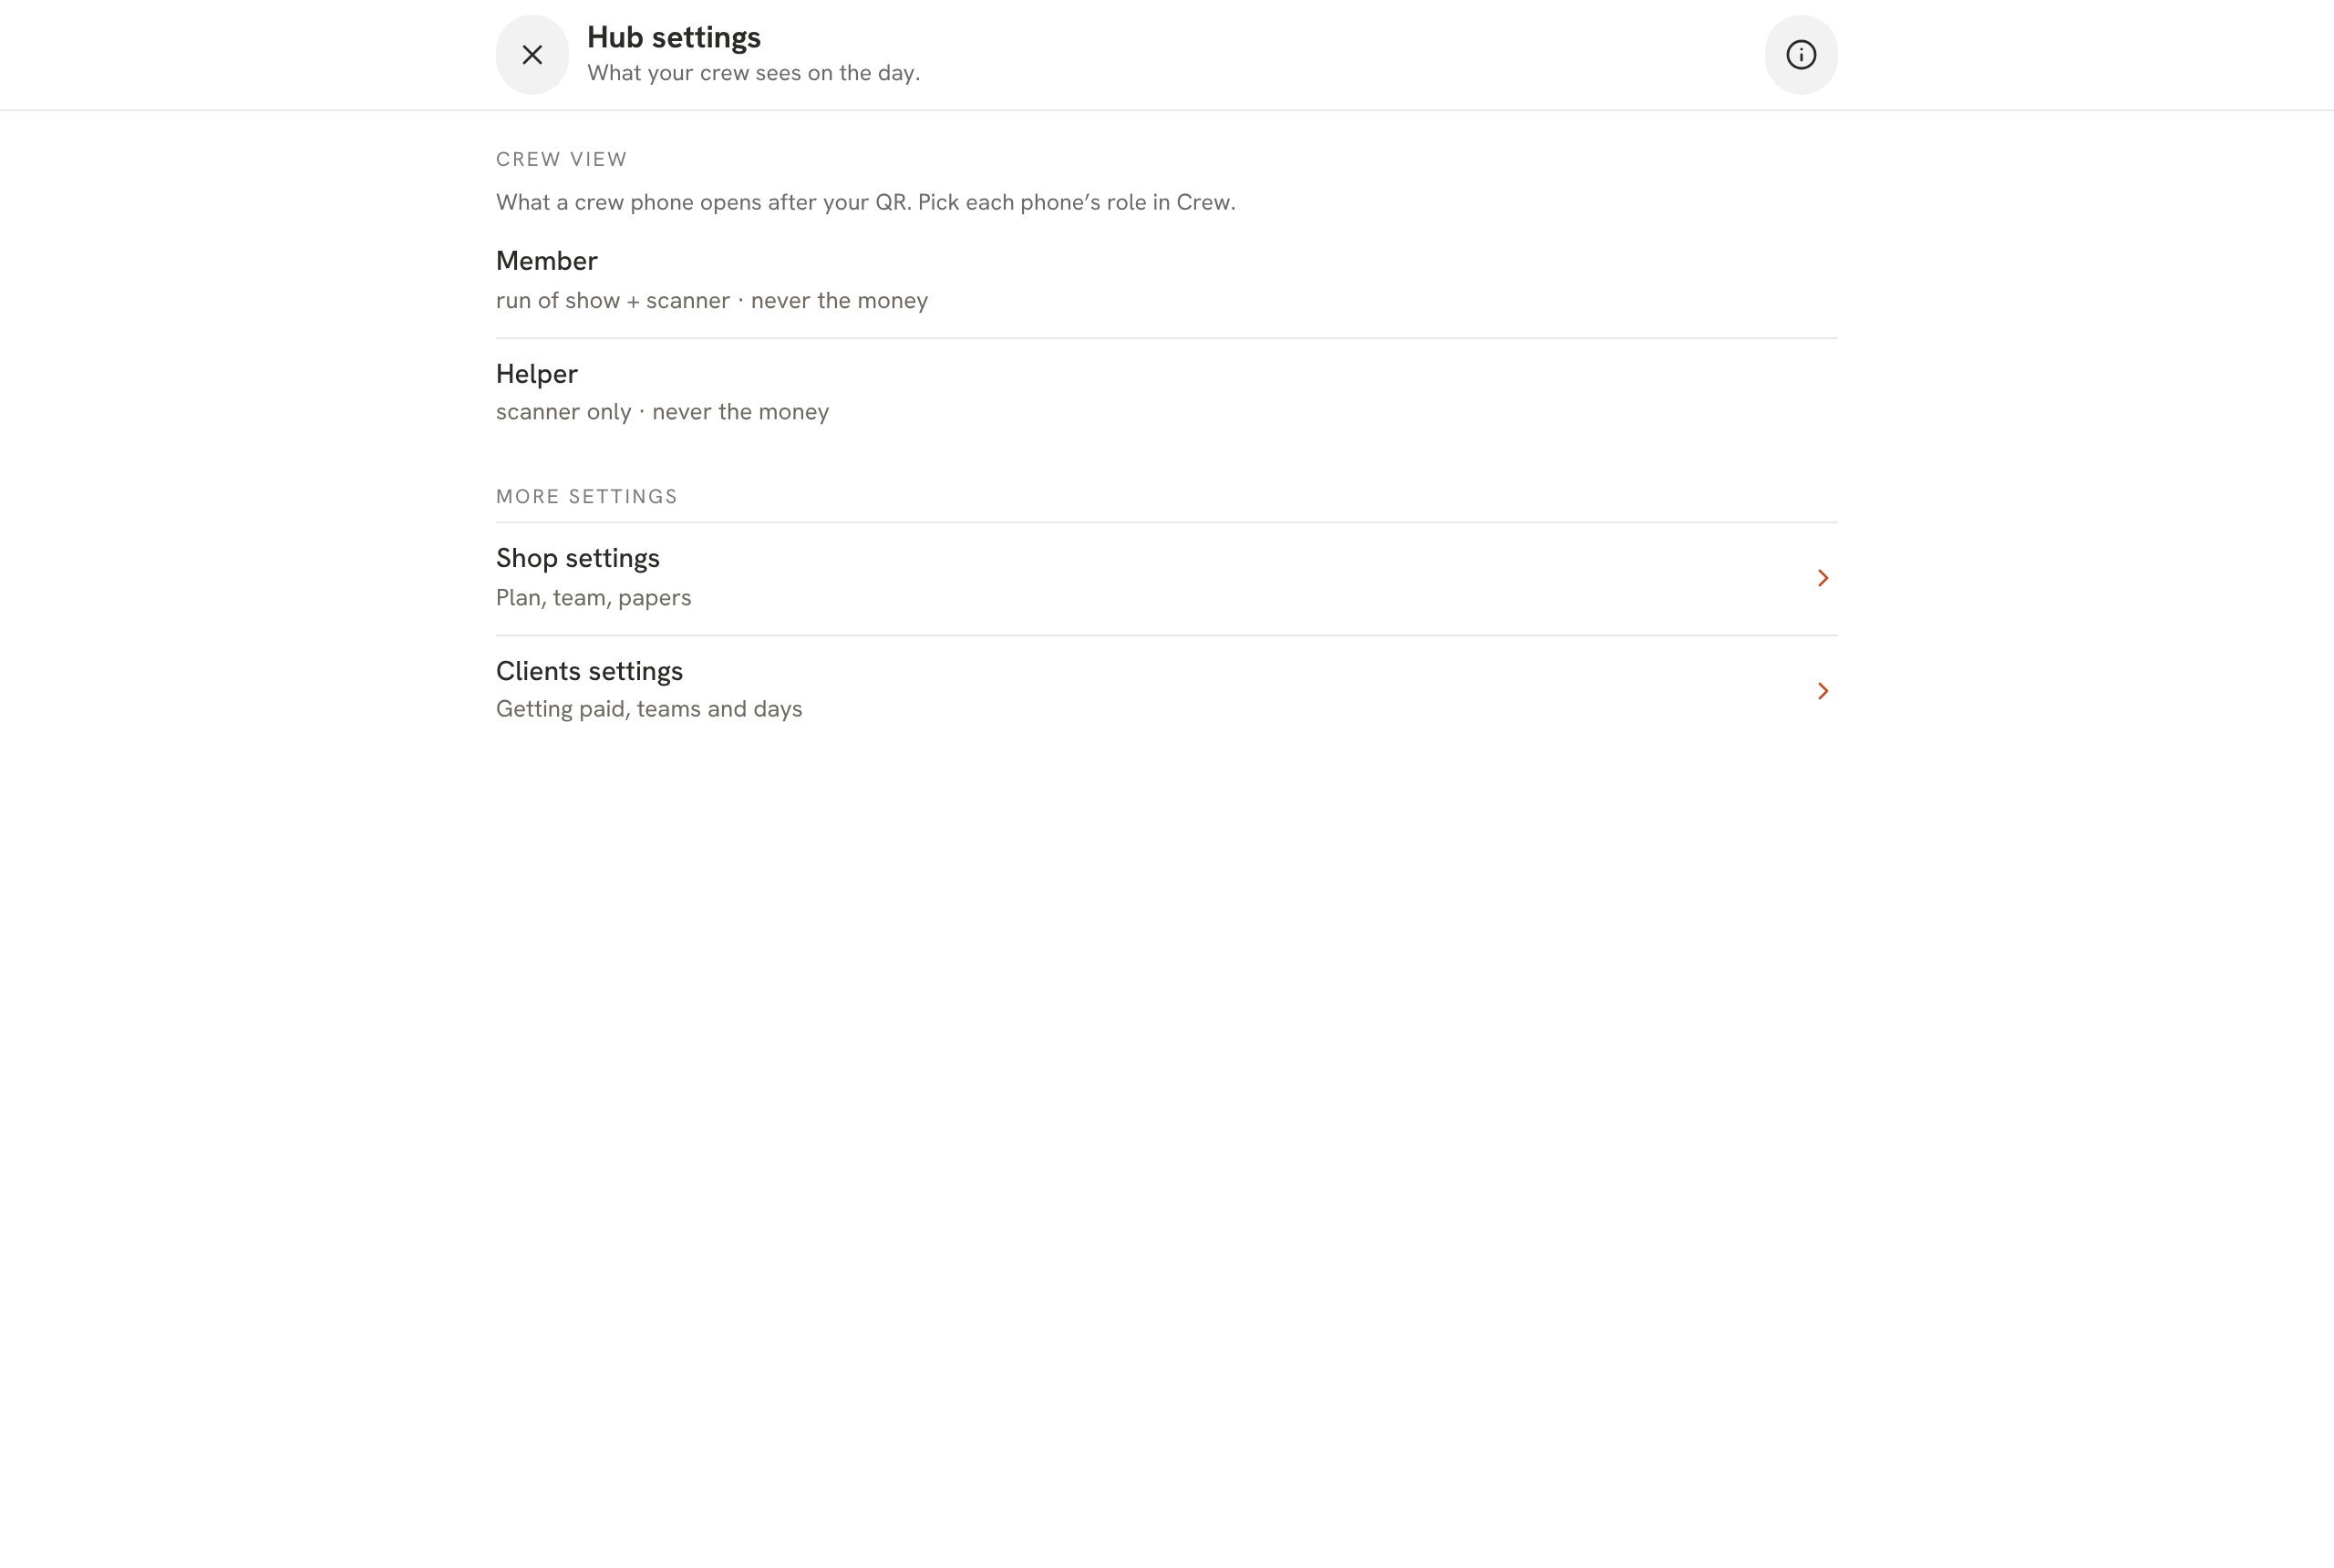 Hub settings
What your crew sees on the day.
CREW VIEW
What a crew phone opens after your QR. Pick each phone’s role in Crew.
Member
run of show + scanner · never the money
Helper
scanner only · never the money
MORE SETTINGS
Shop settings
Plan, team, papers
Clients settings
Getting paid, teams and days